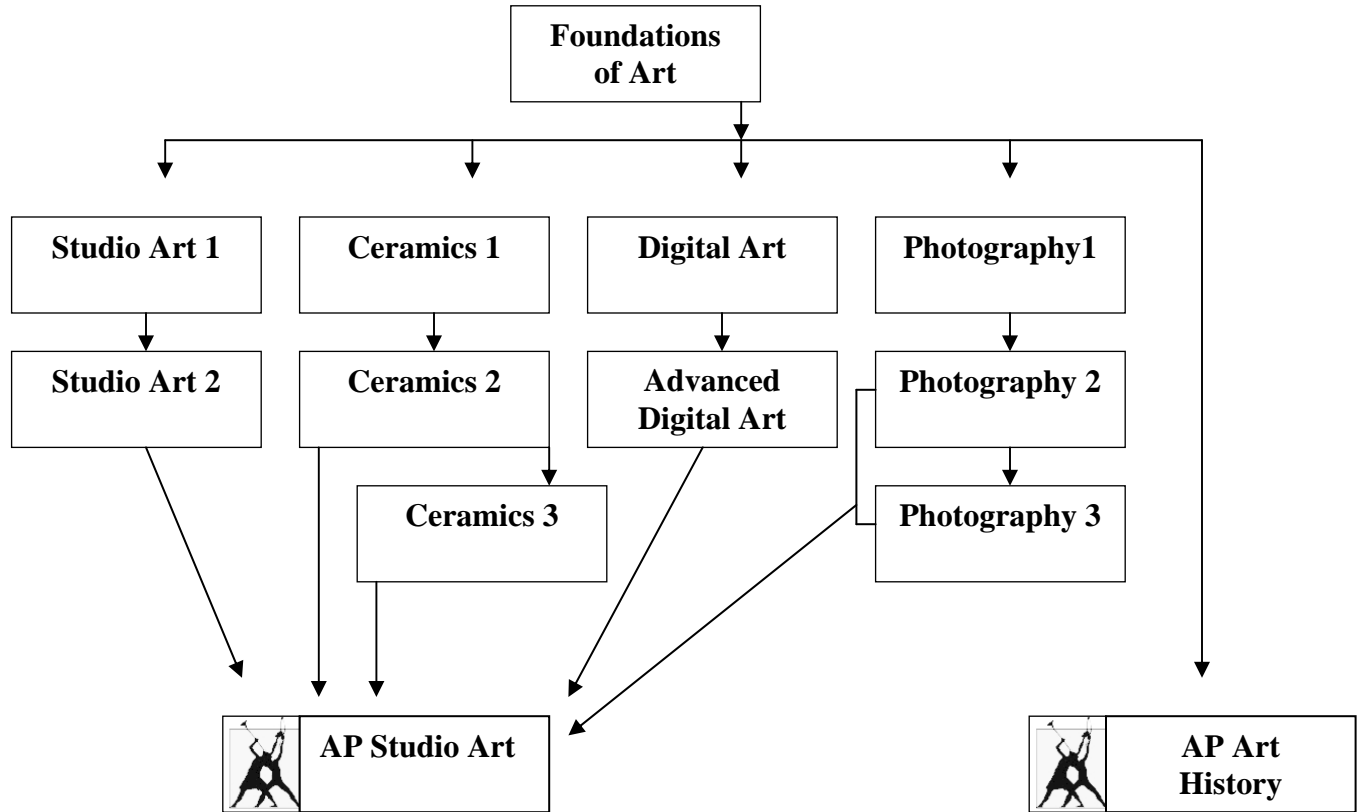 Foundations
of Art
Studio Art 1
Ceramics 1
Digital Art
Photography1
Studio Art 2
Ceramics 2
Advanced
Digital Art
Photography 2
Ceramics 3
Photography 3
AP Studio Art
AP Art
History